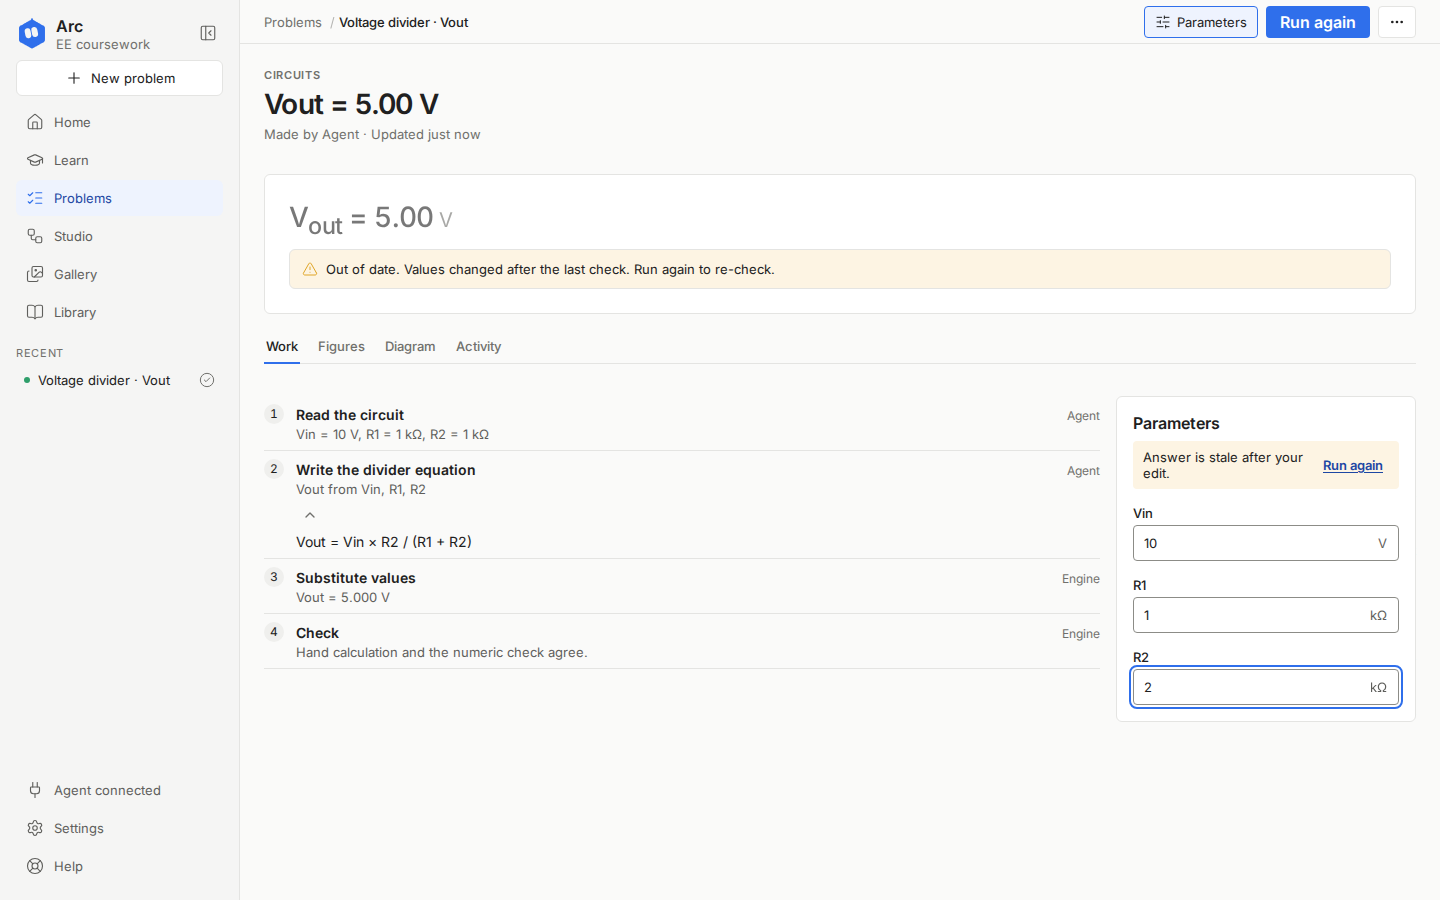 Arc
EE coursework
New problem
Home
Learn
Problems
Studio
Gallery
Library
RECENT
Voltage divider · Vout
Agent connected
Settings
Help
Problems / Voltage divider · Vout
Parameters
Run again
CIRCUITS
Vout = 5.00 V
Made by Agent · Updated just now
Vout = 5.00 V
Out of date. Values changed after the last check. Run again to re-check.
Work Figures Diagram Activity
1 Read the circuit Agent
Vin = 10 V, R1 = 1 kΩ, R2 = 1 kΩ
2 Write the divider equation Agent
Vout from Vin, R1, R2
Vout = Vin × R2 / (R1 + R2)
3 Substitute values Engine
Vout = 5.000 V
4 Check Engine
Hand calculation and the numeric check agree.
Parameters
Answer is stale after your
edit.
Run again
Vin
10 V
R1
1 kΩ
R2
2 kΩ